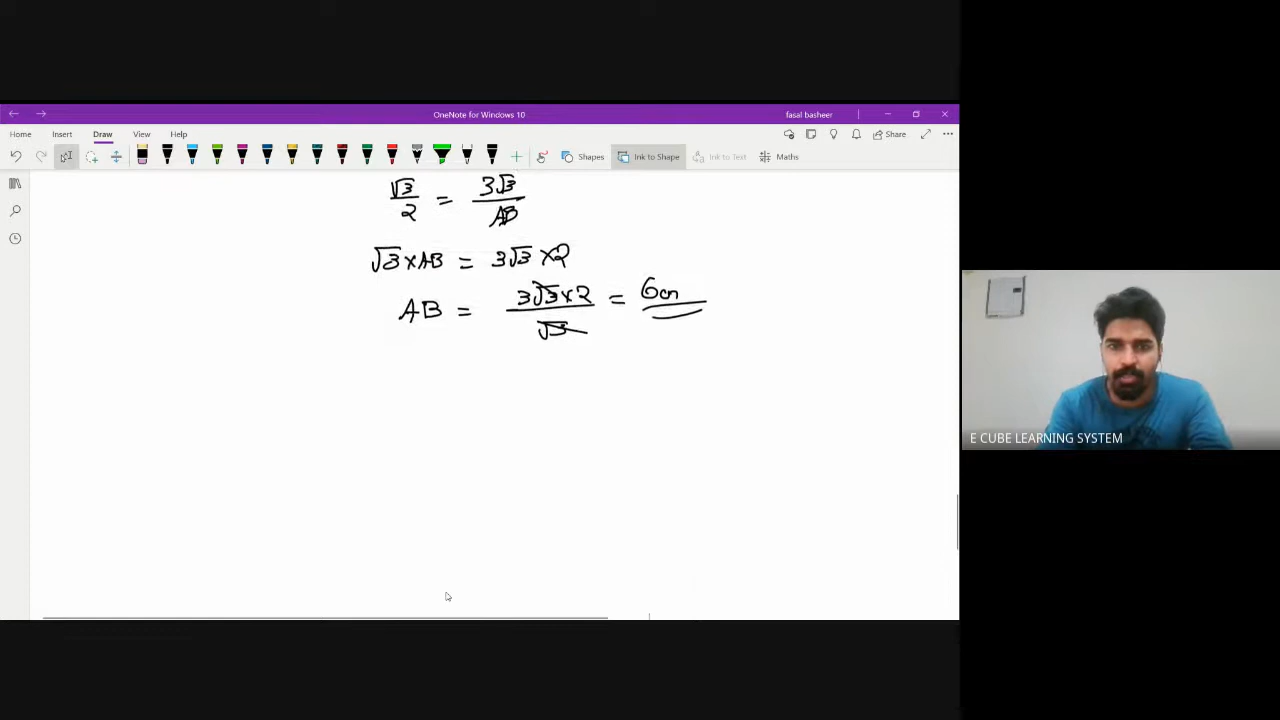 OneNote for Windows 10
fasal basheer
Home Insert Draw View Help
Share
Shapes
Ink to Shape
Ink to Text
Maths
√3/2 = 3√3/AB
√3×AB = 3√3×2
AB = 3√3×2/√3 = 6cm
E CUBE LEARNING SYSTEM